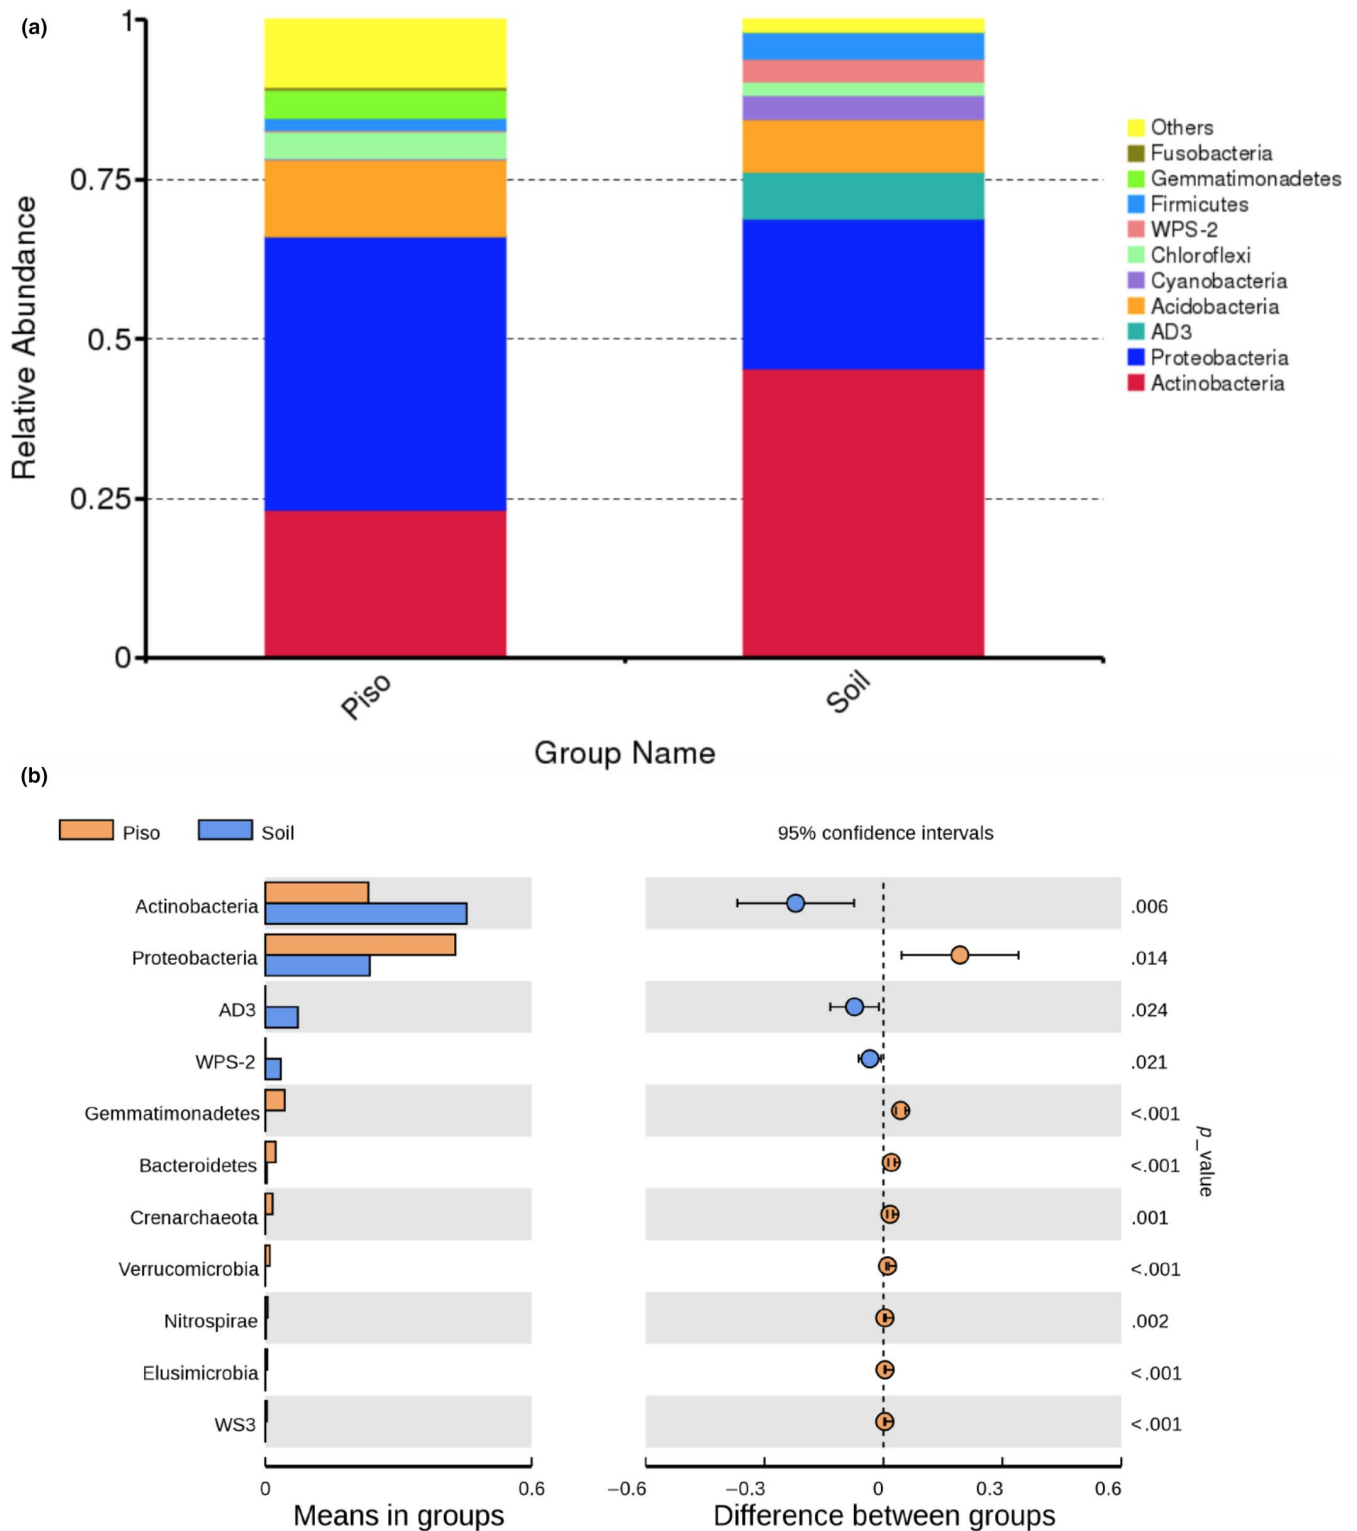 (a)
1
0.75
0.5
0.25
0
Relative Abundance
Piso
Soil
Group Name
Others
Fusobacteria
Gemmatimonadetes
Firmicutes
WPS-2
Chloroflexi
Cyanobacteria
Acidobacteria
AD3
Proteobacteria
Actinobacteria
(b)
Piso Soil 95% confidence intervals
Actinobacteria .006
Proteobacteria .014
AD3 .024
WPS-2 .021
Gemmatimonadetes <.001
Bacteroidetes <.001
Crenarchaeota .001
Verrucomicrobia <.001
Nitrospirae .002
Elusimicrobia <.001
WS3 <.001
p_value
0 0.6 −0.6 −0.3 0 0.3 0.6
Means in groups Difference between groups